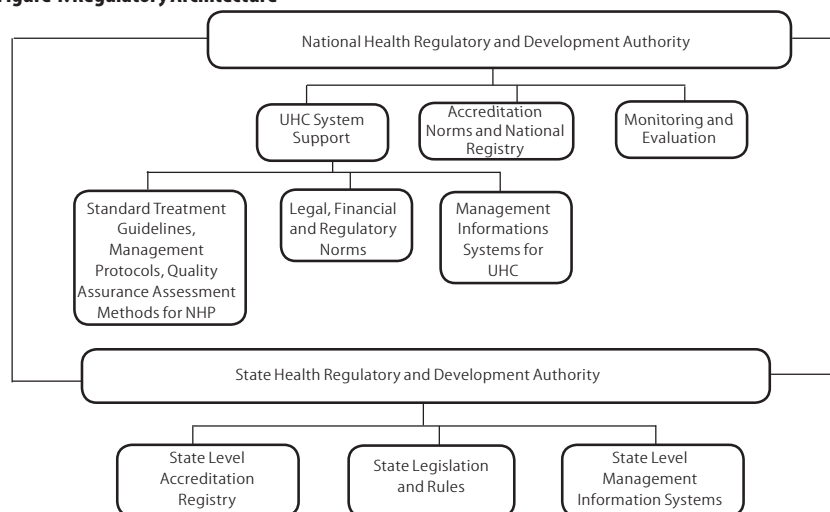 Figure 1. Regulatory Architecture
National Health Regulatory and Development Authority
UHC System
Support
Accreditation
Norms and National
Registry
Monitoring and
Evaluation
Standard Treatment
Guidelines,
Management
Protocols, Quality
Assurance Assessment
Methods for NHP
Legal, Financial
and Regulatory
Norms
Management
Informations
Systems for
UHC
State Health Regulatory and Development Authority
State Level
Accreditation
Registry
State Legislation
and Rules
State Level
Management
Information Systems